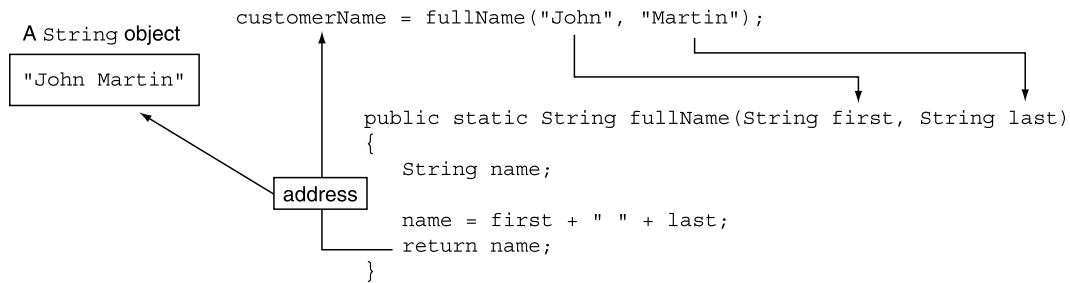 customerName = fullName("John", "Martin");
A String object
"John Martin"
public static String fullName(String first, String last)
{
String name;
address
name = first + " " + last;
return name;
}